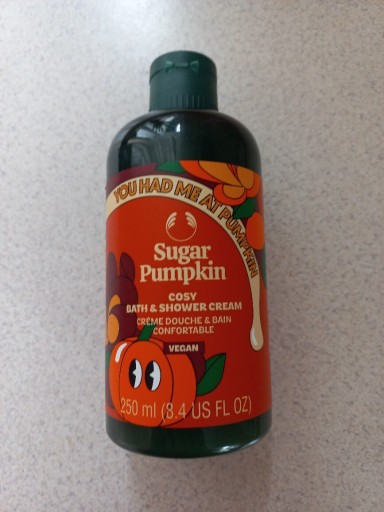 YOU HAD ME AT PUMPKIN
Sugar
Pumpkin
COSY
BATH & SHOWER CREAM
CRÈME DOUCHE & BAIN
CONFORTABLE
VEGAN
250 ml (8.4 US FL OZ)